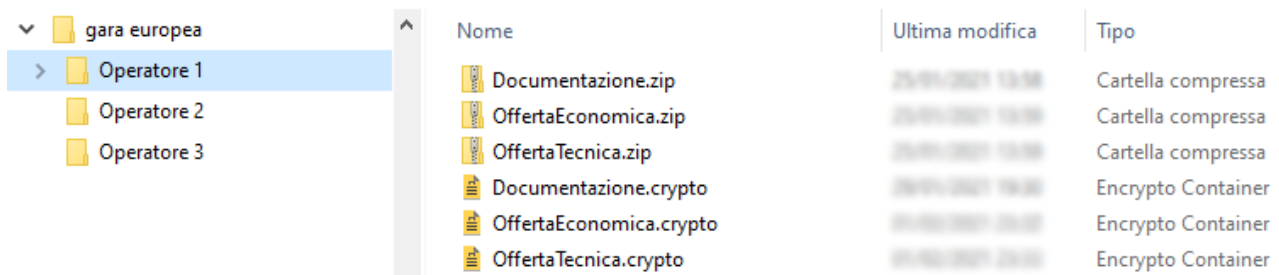 gara europea
Operatore 1
Operatore 2
Operatore 3
Nome Ultima modifica Tipo
Documentazione.zip Cartella compressa
OffertaEconomica.zip Cartella compressa
OffertaTecnica.zip Cartella compressa
Documentazione.crypto Encrypto Container
OffertaEconomica.crypto Encrypto Container
OffertaTecnica.crypto Encrypto Container